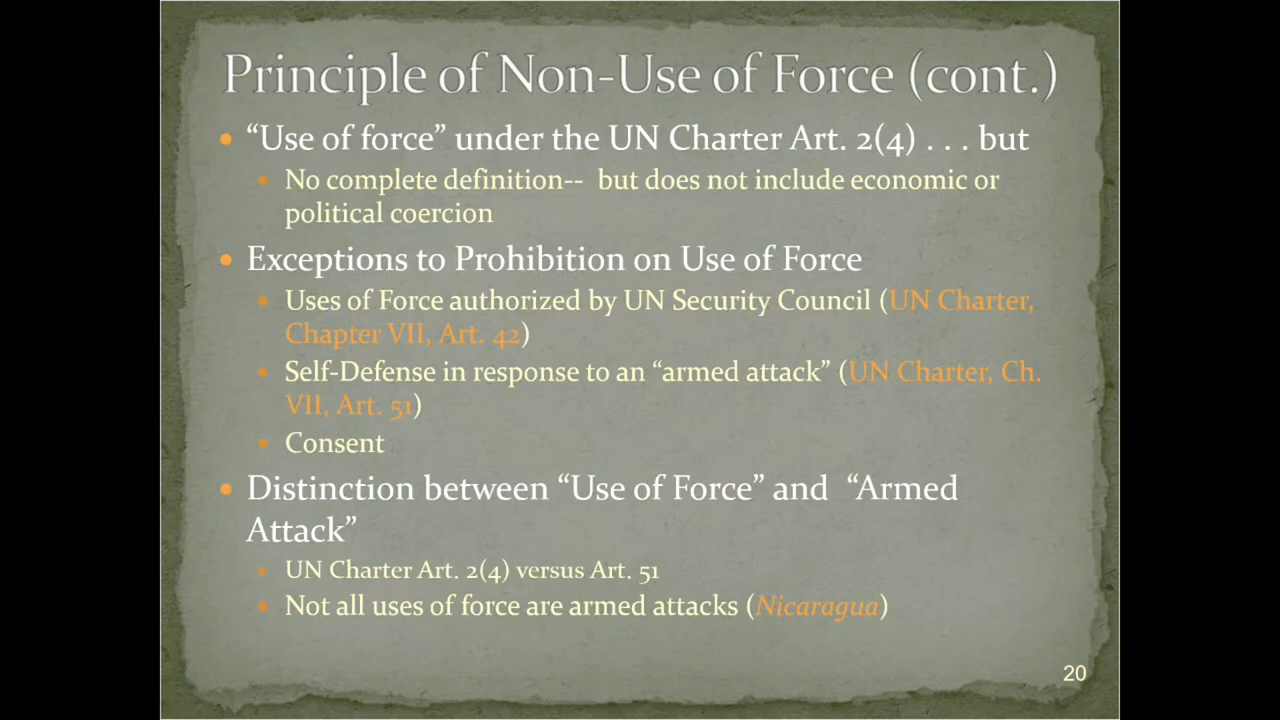 Principle of Non-Use of Force (cont.)
• “Use of force” under the UN Charter Art. 2(4) . . . but
• No complete definition-- but does not include economic or
political coercion
• Exceptions to Prohibition on Use of Force
• Uses of Force authorized by UN Security Council (UN Charter,
Chapter VII, Art. 42)
• Self-Defense in response to an “armed attack” (UN Charter, Ch.
VII, Art. 51)
• Consent
• Distinction between “Use of Force” and “Armed
Attack”
• UN Charter Art. 2(4) versus Art. 51
• Not all uses of force are armed attacks (Nicaragua)
20